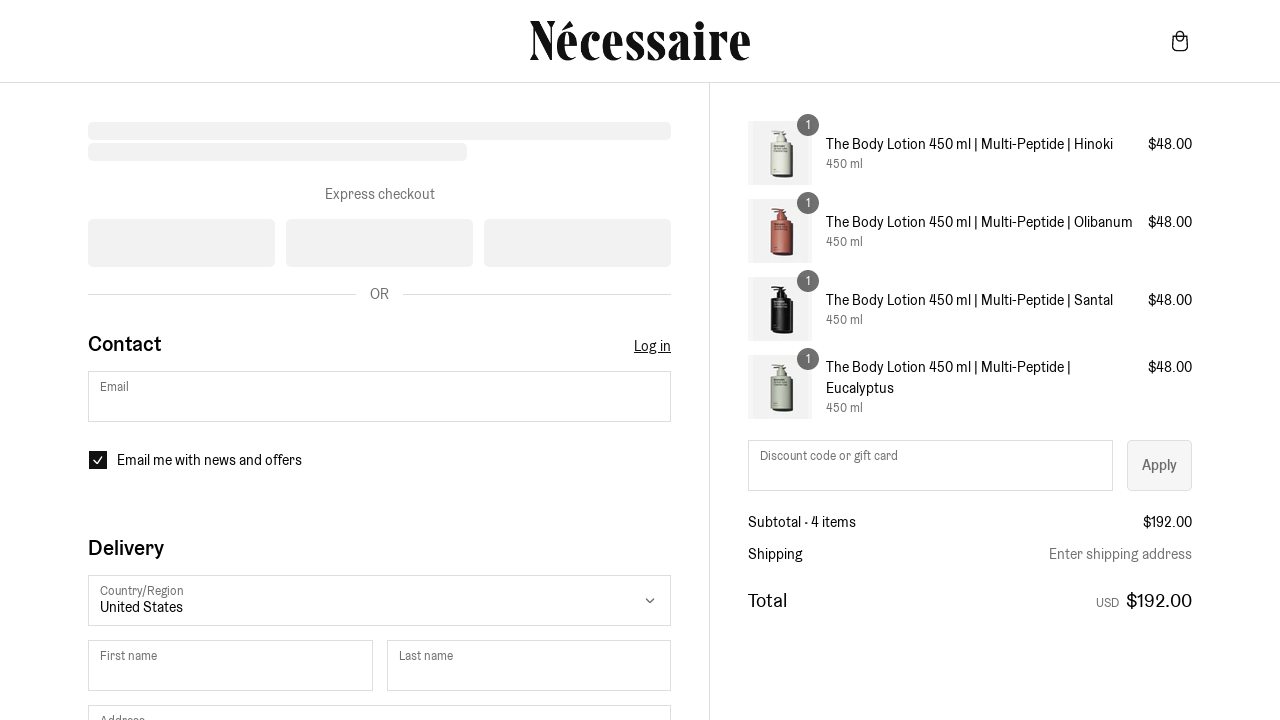 Nécessaire
Express checkout
OR
Contact
Log in
Email
Email me with news and offers
Delivery
Country/Region
United States
First name
Last name
Address
1
The Body Lotion 450 ml | Multi-Peptide | Hinoki
$48.00
450 ml
1
The Body Lotion 450 ml | Multi-Peptide | Olibanum
$48.00
450 ml
1
The Body Lotion 450 ml | Multi-Peptide | Santal
$48.00
450 ml
1
The Body Lotion 450 ml | Multi-Peptide |
Eucalyptus
$48.00
450 ml
Discount code or gift card
Apply
Subtotal · 4 items
$192.00
Shipping
Enter shipping address
Total
USD $192.00